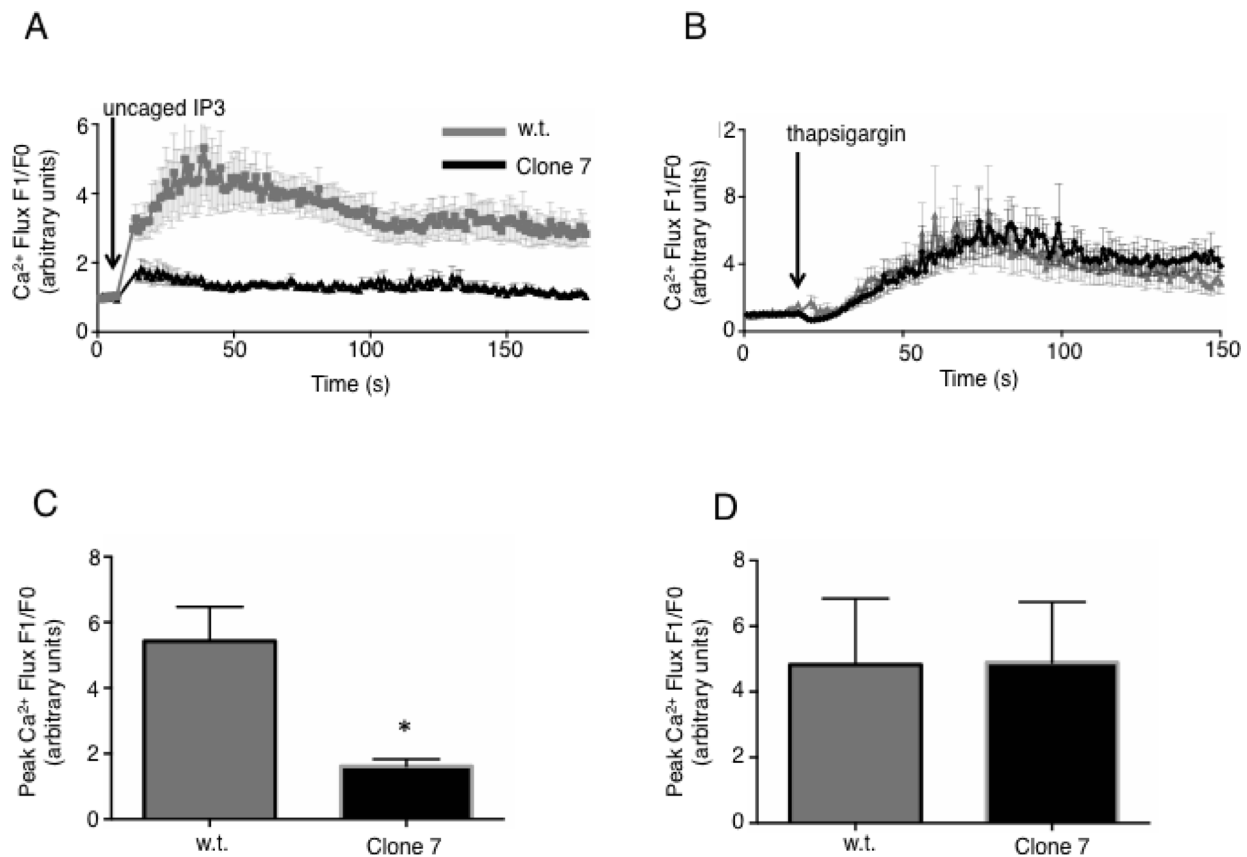 A
uncaged IP3
w.t.
Clone 7
6
4
2
0
Ca²⁺ Flux F1/F0
(arbitrary units)
0
50
100
150
Time (s)
B
thapsigargin
12
8
4
0
Ca²⁺ Flux F1/F0
(arbitrary units)
0
50
100
150
Time (s)
C
8
6
4
2
0
Peak Ca²⁺ Flux F1/F0
(arbitrary units)
*
w.t.
Clone 7
D
8
6
4
2
0
Peak Ca²⁺ Flux F1/F0
(arbitrary units)
w.t.
Clone 7